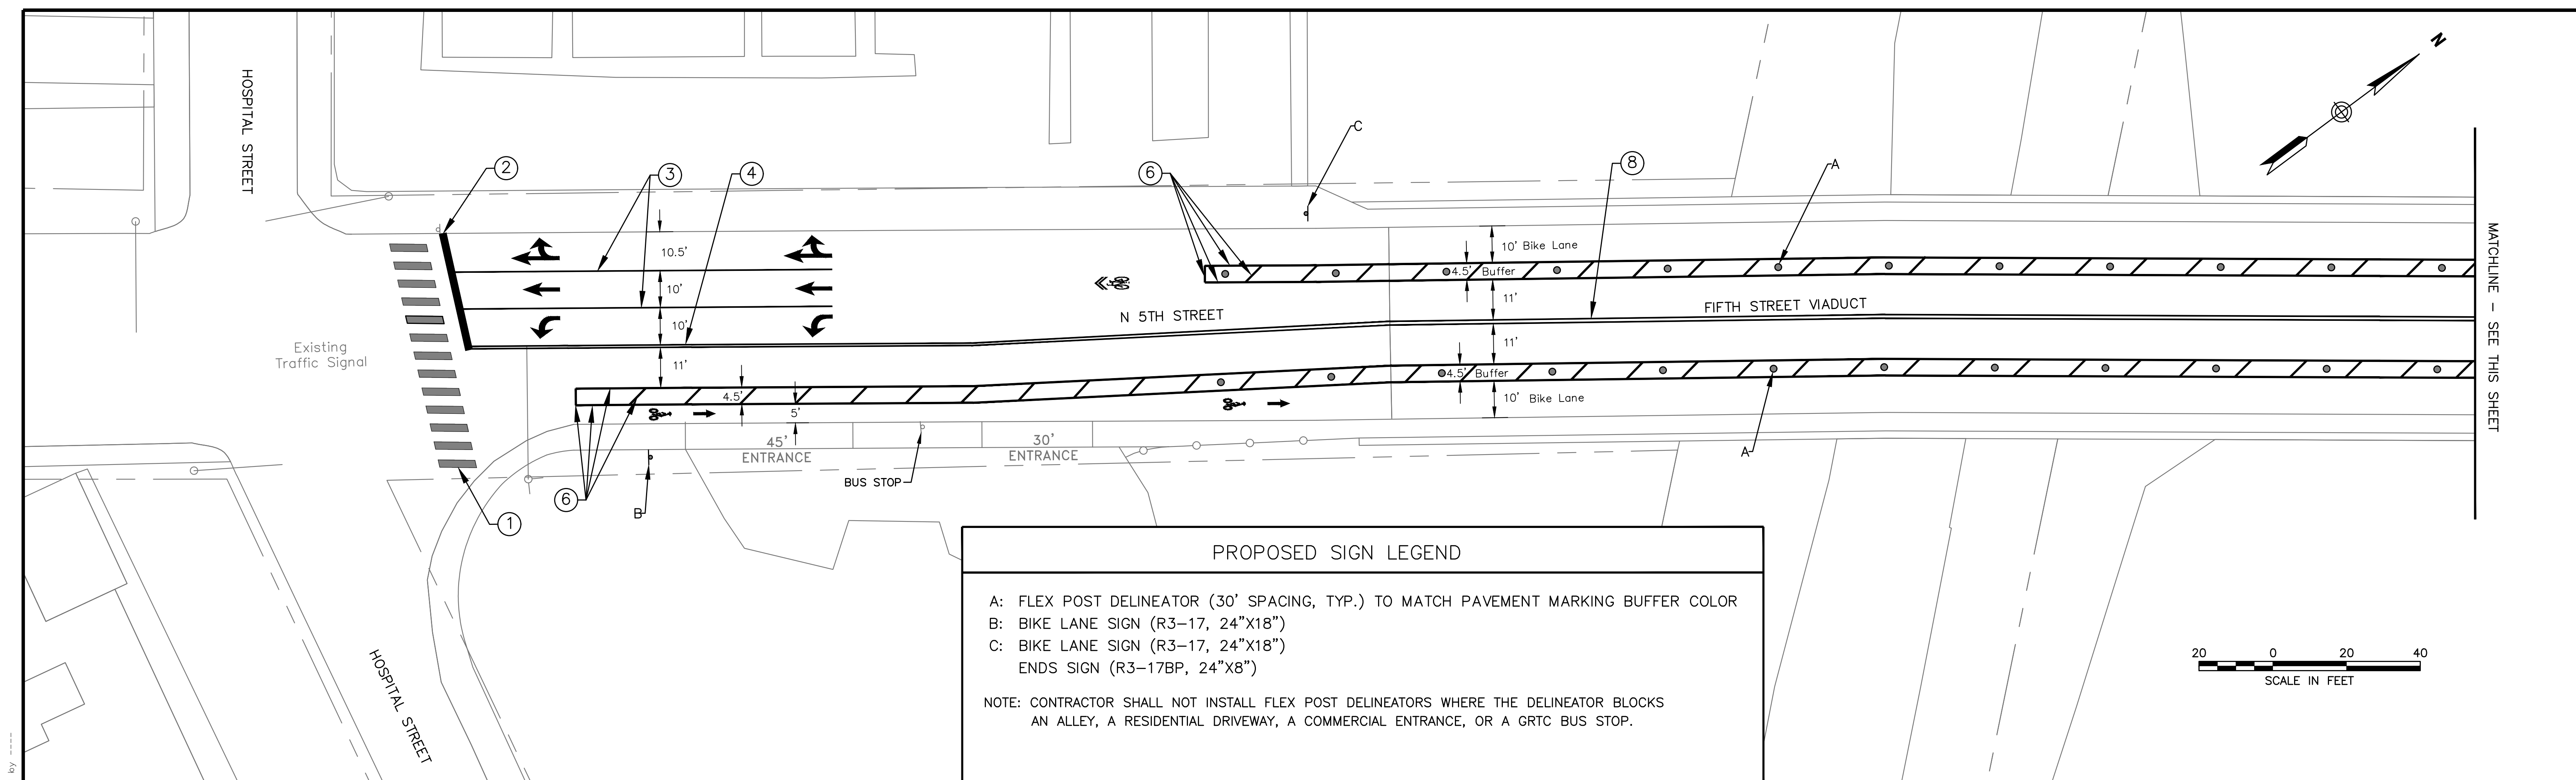 N
HOSPITAL STREET
2
3
4
6
C
8
A
10.5'
10' Bike Lane
4.5' Buffer
10'
11'
N 5TH STREET
FIFTH STREET VIADUCT
MATCHLINE – SEE THIS SHEET
10'
Existing
Traffic Signal
11'
11'
4.5' Buffer
4.5'
5'
10' Bike Lane
45'
ENTRANCE
30'
ENTRANCE
A
BUS STOP
6
B
1
PROPOSED SIGN LEGEND
A: FLEX POST DELINEATOR (30' SPACING, TYP.) TO MATCH PAVEMENT MARKING BUFFER COLOR
B: BIKE LANE SIGN (R3–17, 24"X18")
C: BIKE LANE SIGN (R3–17, 24"X18")
ENDS SIGN (R3–17BP, 24"X8")
NOTE: CONTRACTOR SHALL NOT INSTALL FLEX POST DELINEATORS WHERE THE DELINEATOR BLOCKS
AN ALLEY, A RESIDENTIAL DRIVEWAY, A COMMERCIAL ENTRANCE, OR A GRTC BUS STOP.
HOSPITAL STREET
20 0 20 40
SCALE IN FEET
by ----